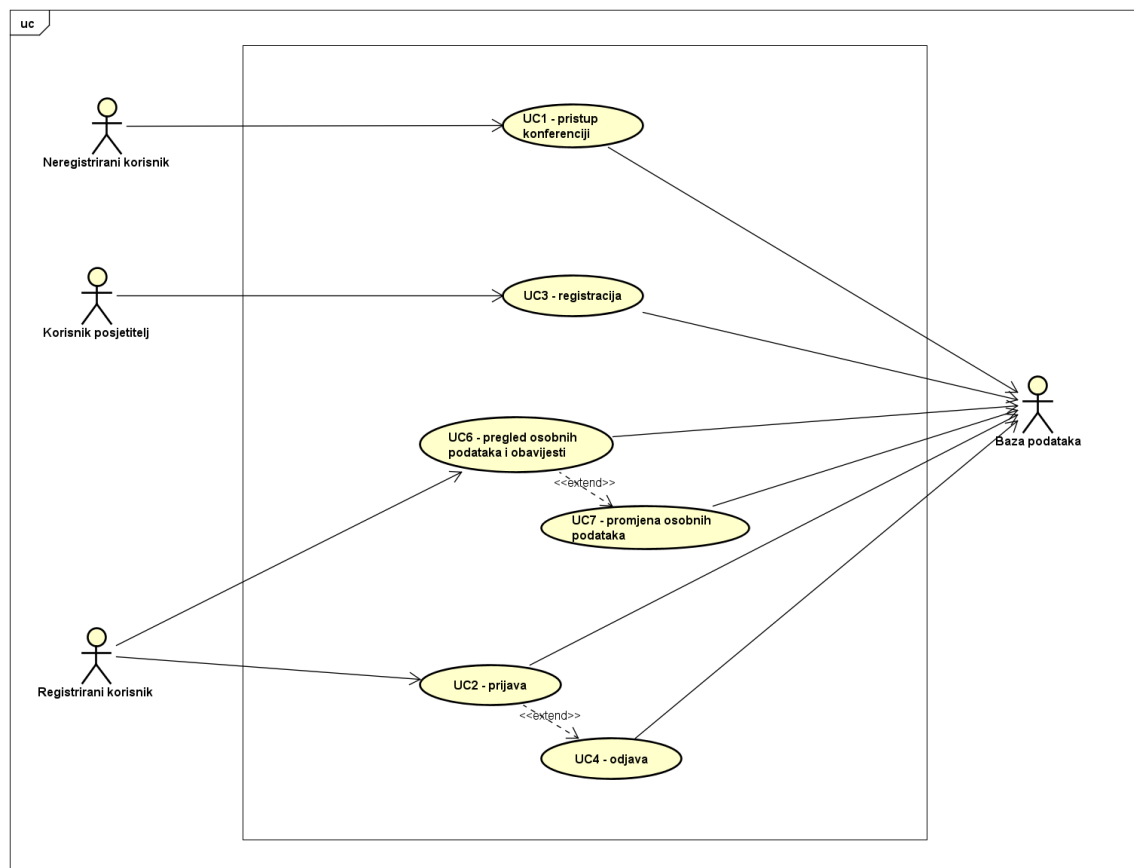 uc
UC1 - pristup
konferenciji
Neregistrirani korisnik
UC3 - registracija
Korisnik posjetitelj
UC6 - pregled osobnih
podataka i obavijesti
Baza podataka
<<extend>>
UC7 - promjena osobnih
podataka
UC2 - prijava
Registrirani korisnik
<<extend>>
UC4 - odjava